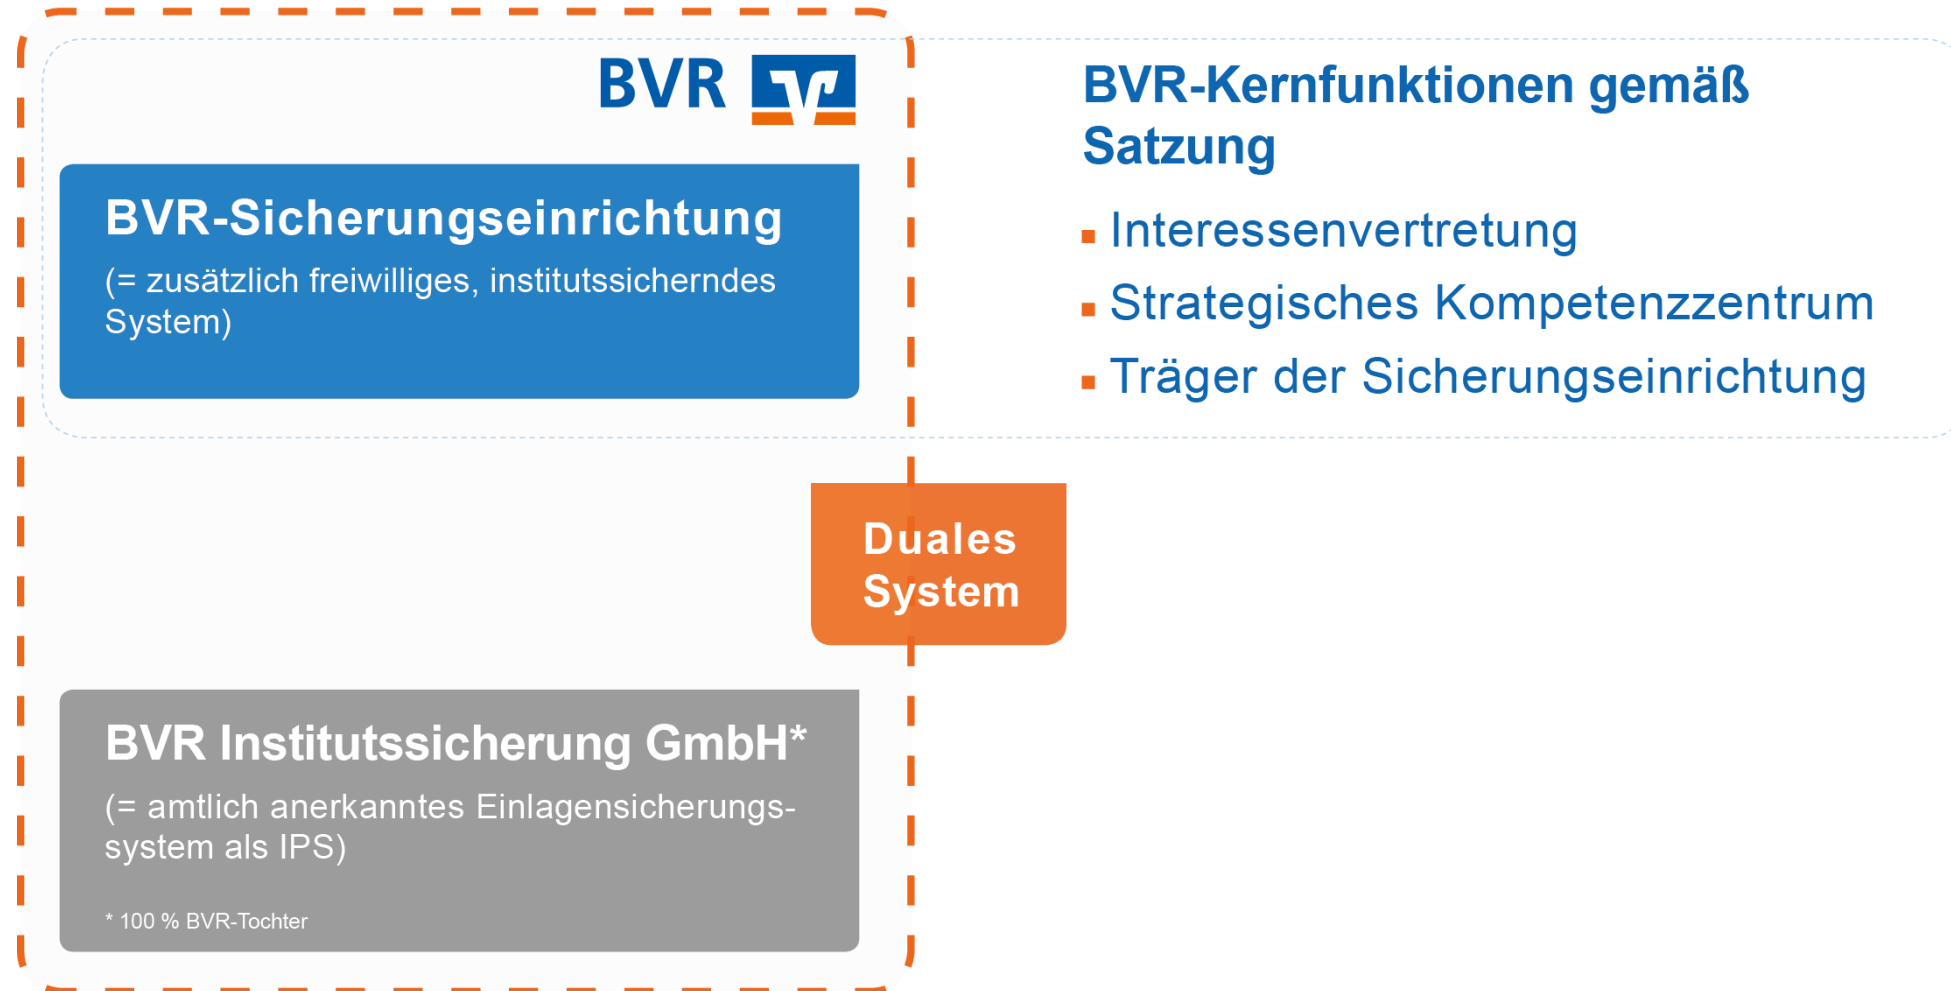 BVR
BVR-Sicherungseinrichtung
(= zusätzlich freiwilliges, institutssicherndes
System)
BVR-Kernfunktionen gemäß
Satzung
Interessenvertretung
Strategisches Kompetenzzentrum
Träger der Sicherungseinrichtung
Duales
System
BVR Institutssicherung GmbH*
(= amtlich anerkanntes Einlagensicherungs-
system als IPS)
* 100 % BVR-Tochter